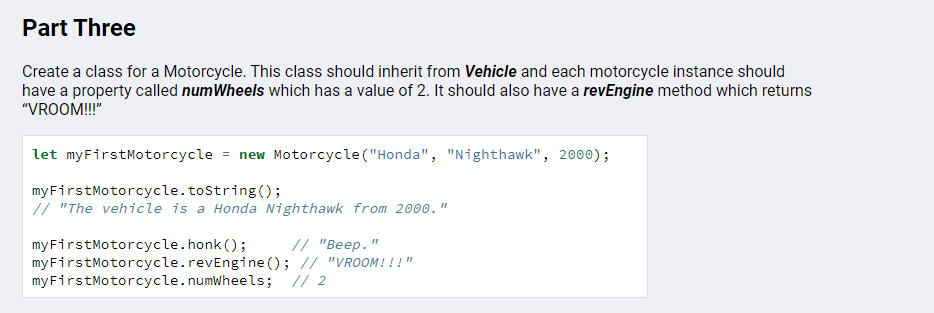 Part Three
Create a class for a Motorcycle. This class should inherit from Vehicle and each motorcycle instance should
have a property called numWheels which has a value of 2. It should also have a revEngine method which returns
“VROOM!!!”
let myFirstMotorcycle = new Motorcycle("Honda", "Nighthawk", 2000);
myFirstMotorcycle.toString();
// "The vehicle is a Honda Nighthawk from 2000."
myFirstMotorcycle.honk();      // "Beep."
myFirstMotorcycle.revEngine(); // "VROOM!!!"
myFirstMotorcycle.numWheels;  // 2